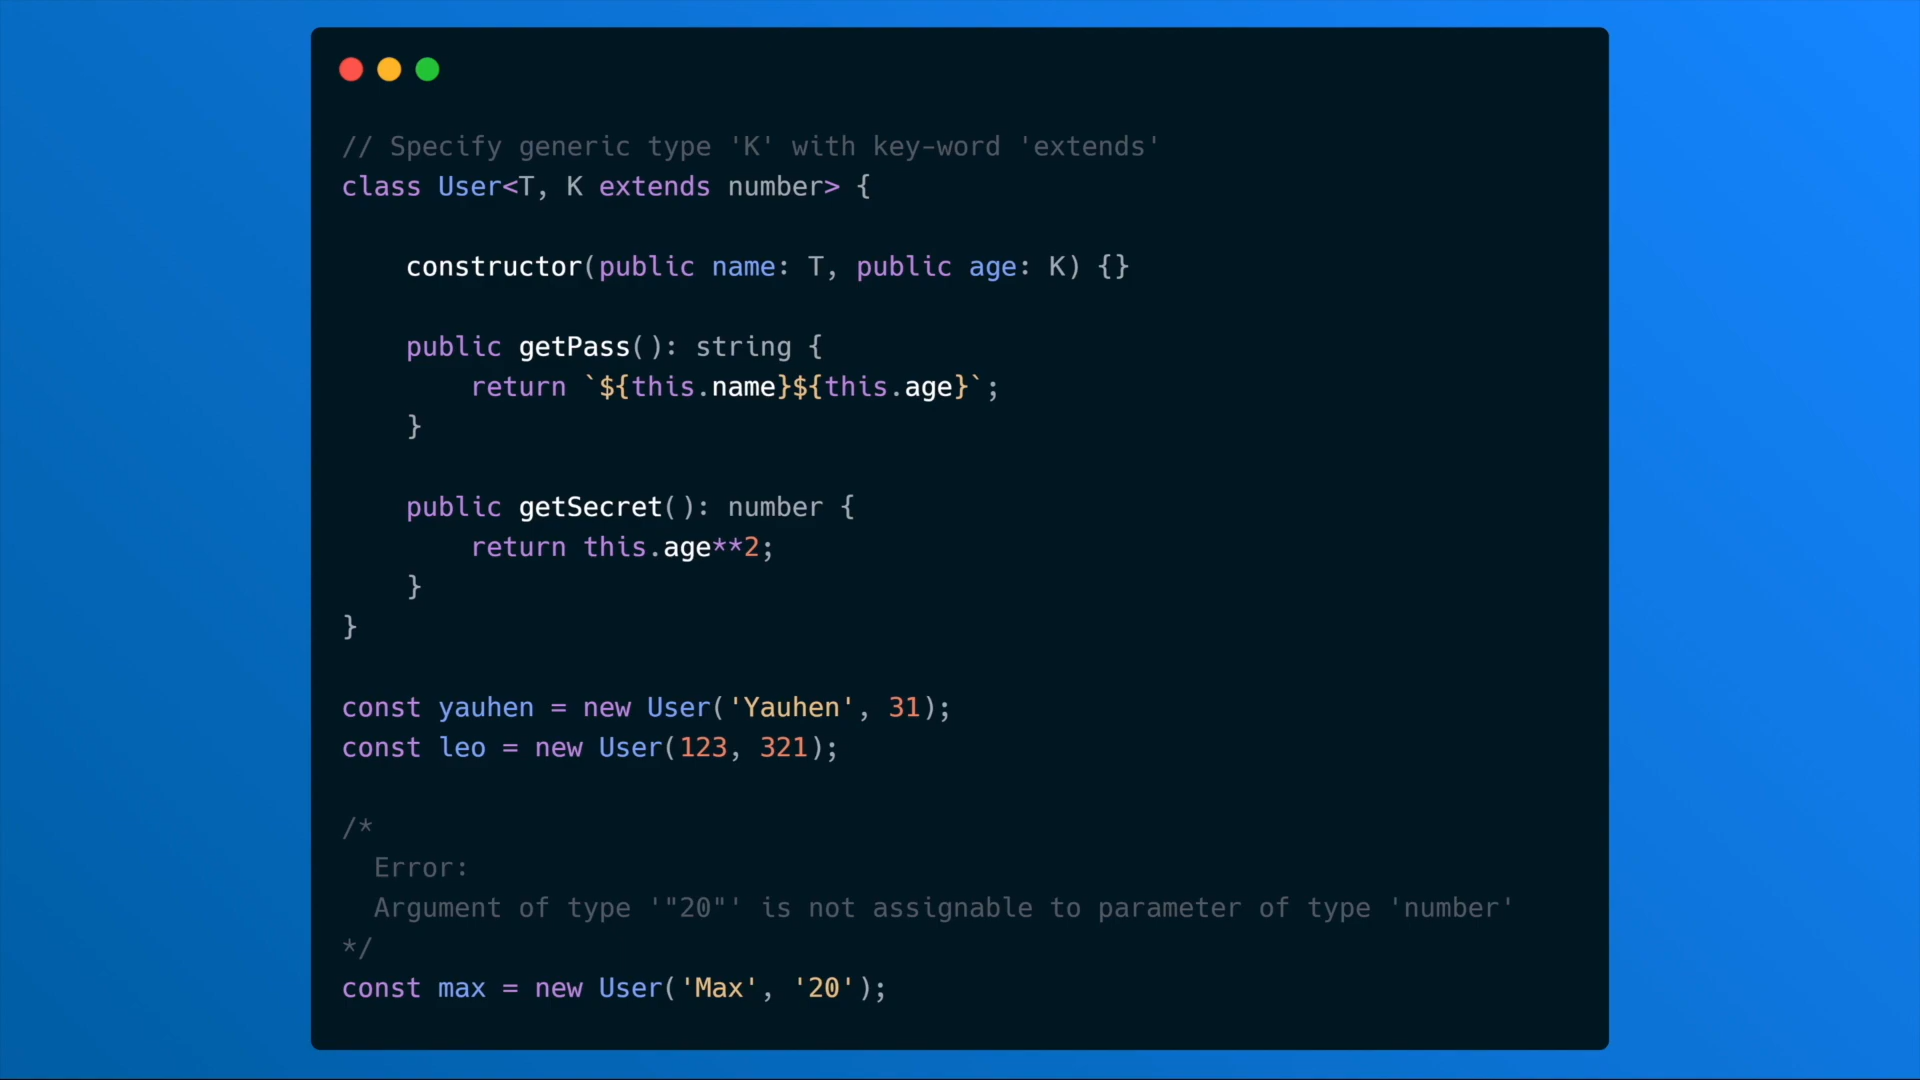 // Specify generic type 'K' with key-word 'extends'
class User<T, K extends number> {
constructor(public name: T, public age: K) {}
public getPass(): string {
return `${this.name}${this.age}`;
}
public getSecret(): number {
return this.age**2;
}
}
const yauhen = new User('Yauhen', 31);
const leo = new User(123, 321);
/*
Error:
Argument of type '"20"' is not assignable to parameter of type 'number'
*/
const max = new User('Max', '20');